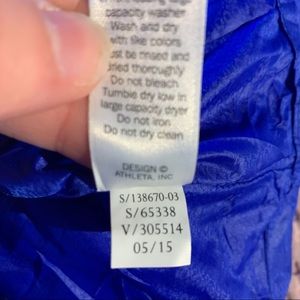 capacity washer
Wash and dry
with like colors
Must be rinsed and
dried thoroughly
Do not bleach
Tumble dry low in
large capacity dryer
Do not iron
Do not dry clean
DESIGN ©
ATHLETA, INC
S/138670-03
S/65338
V/305514
05/15